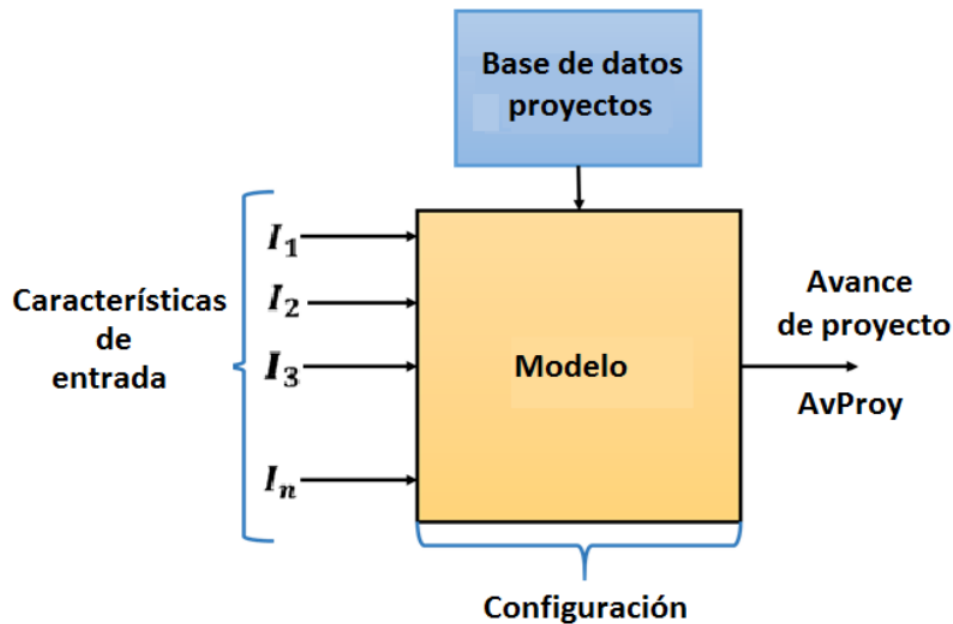 Base de datos
proyectos
Características
de
entrada
I₁
I₂
I₃
Iₙ
Modelo
Avance
de proyecto
AvProy
Configuración